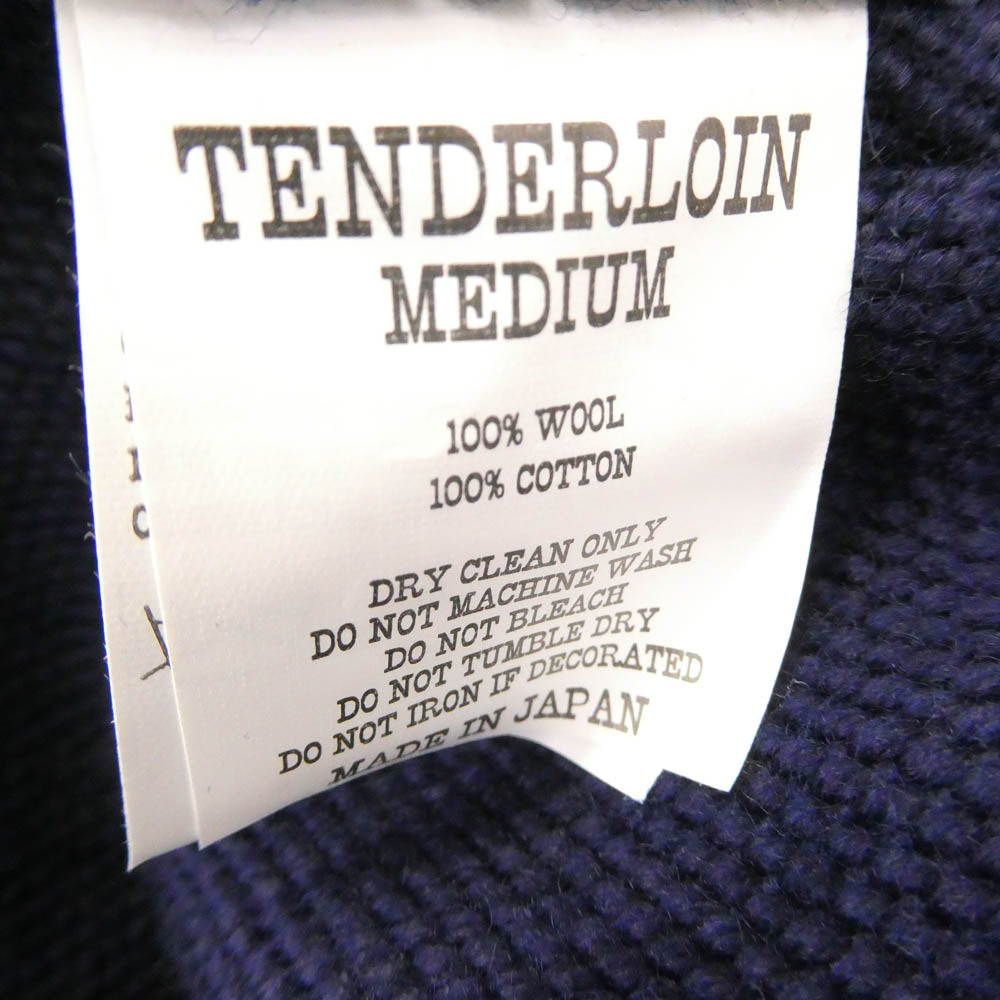 TENDERLOIN
MEDIUM
100% WOOL
100% COTTON
DRY CLEAN ONLY
DO NOT MACHINE WASH
DO NOT BLEACH
DO NOT TUMBLE DRY
DO NOT IRON IF DECORATED
MADE IN JAPAN